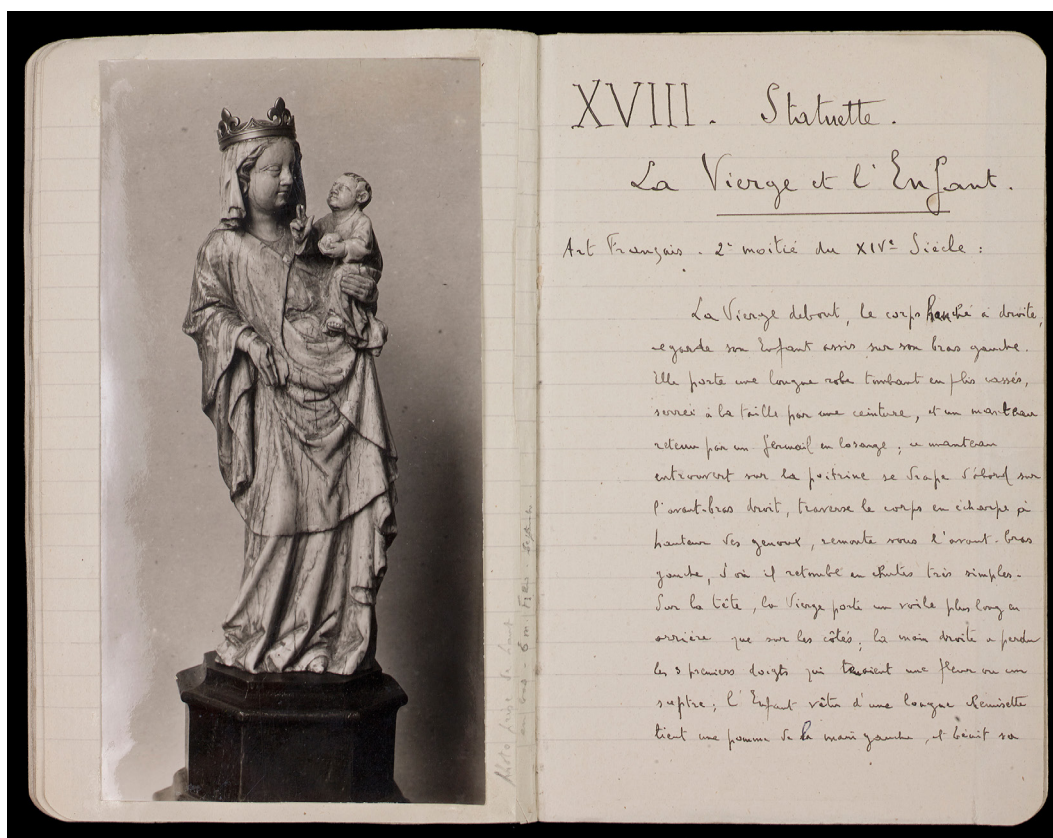 Photo prise de haut
XVIII. Statuette.
La Vierge et l'Enfant.
Art Français. 2e moitié du XIVe Siècle :
La Vierge debout, le corps hanché à droite,
regarde son Enfant assis sur son bras gauche.
Elle porte une longue robe tombant en plis cassés,
serrée à la taille par une ceinture, et un manteau
retenu par un fermail en losange ; ce manteau
entrouvert sur la poitrine se drape d'abord sur
l'avant-bras droit, traverse le corps en écharpe à
hauteur des genoux, remonte sous l'avant-bras
gauche, d'où il retombe en chutes très simples.
Sur la tête, la Vierge porte un voile plus long en
arrière que sur les côtés ; la main droite a perdu
les 3 premiers doigts qui tenaient une fleur ou un
sceptre ; l'Enfant vêtu d'une longue chemisette
tient une pomme de la main gauche, et bénit sa